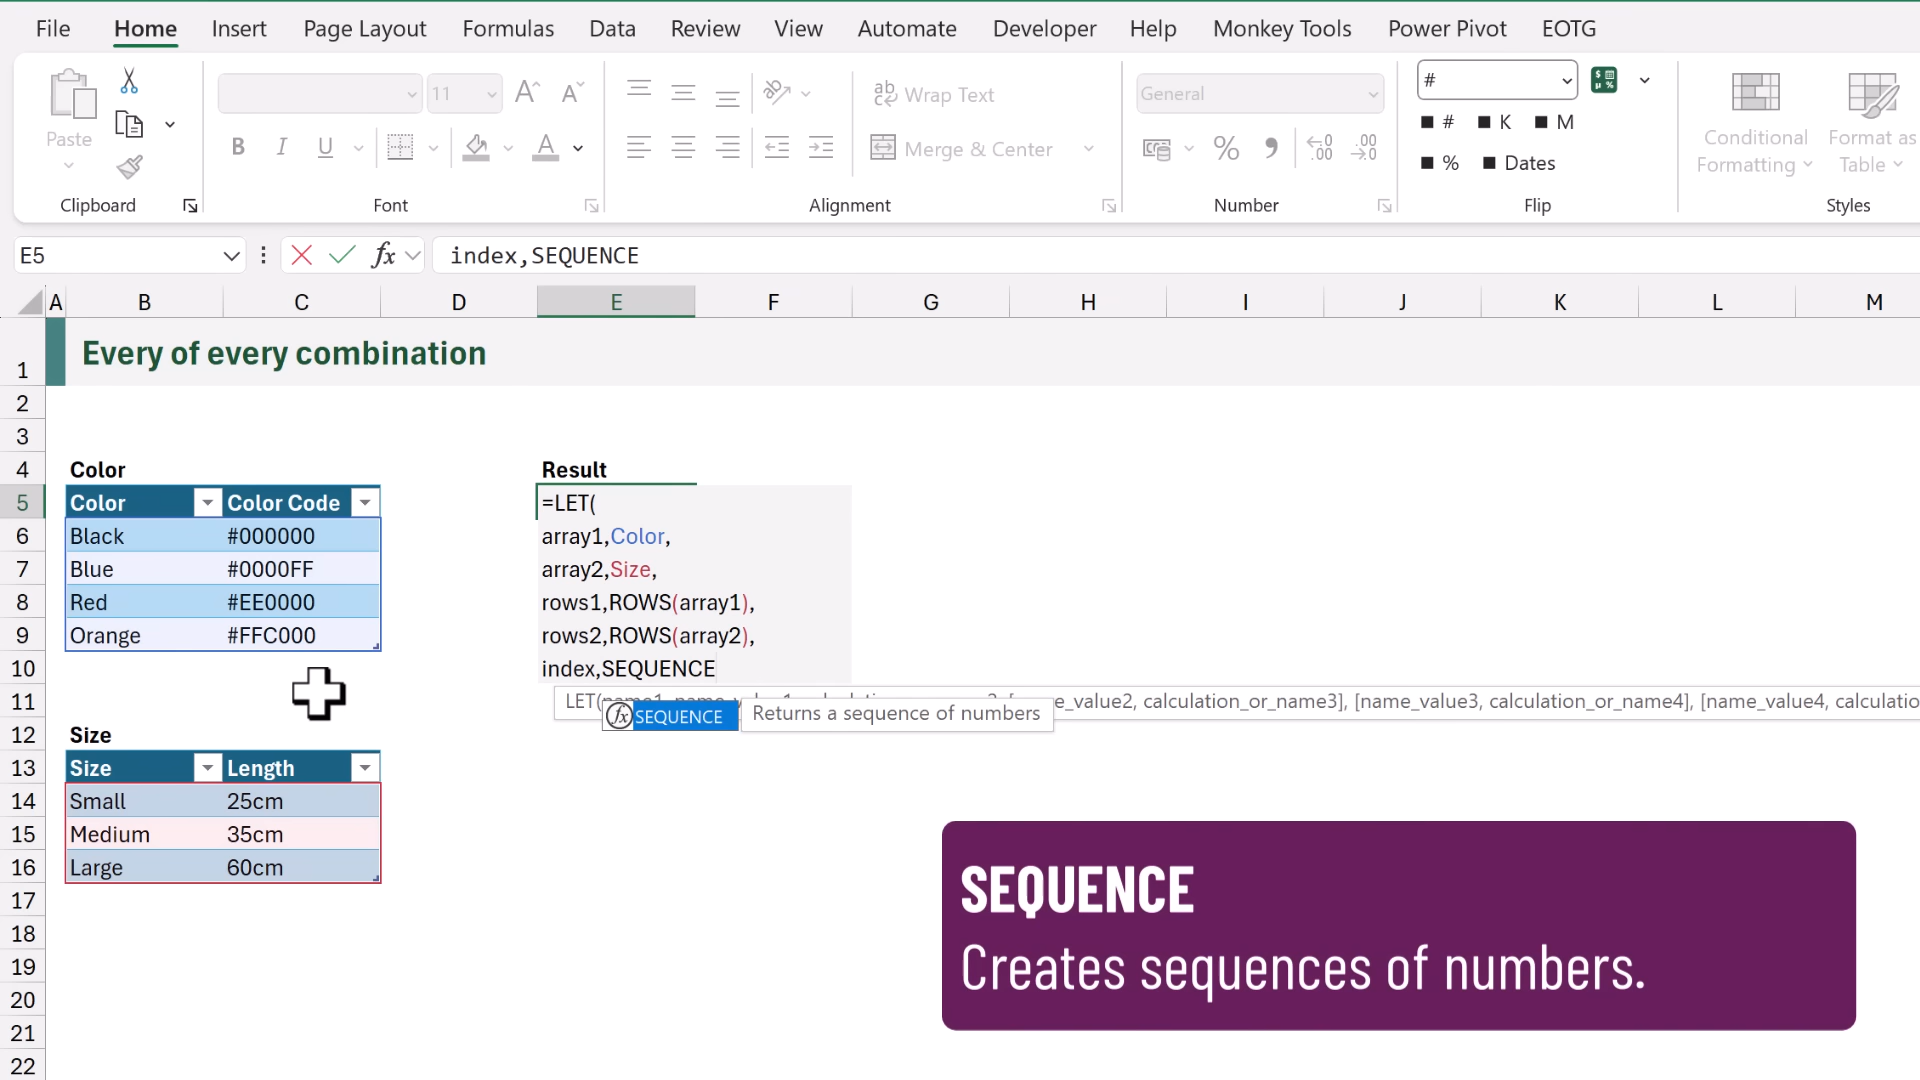 File Home Insert Page Layout Formulas Data Review View Automate Developer Help Monkey Tools Power Pivot EOTG
Paste
11
Wrap Text
General
#
# K M
% Dates
B I U
Merge & Center
Conditional Formatting
Format as Table
Clipboard Font Alignment Number Flip Styles
E5 fx index,SEQUENCE
A B C D E F G H I J K L M
1 Every of every combination
2
3
4 Color Result
5 Color Color Code =LET(
6 Black #000000 array1,Color,
7 Blue #0000FF array2,Size,
8 Red #EE0000 rows1,ROWS(array1),
9 Orange #FFC000 rows2,ROWS(array2),
10 index,SEQUENCE
11 LET( e_value2, calculation_or_name3], [name_value3, calculation_or_name4], [name_value4, calculatio
SEQUENCE Returns a sequence of numbers
12 Size
13 Size Length
14 Small 25cm
15 Medium 35cm
16 Large 60cm
17
18
19
20
21
22
SEQUENCE
Creates sequences of numbers.